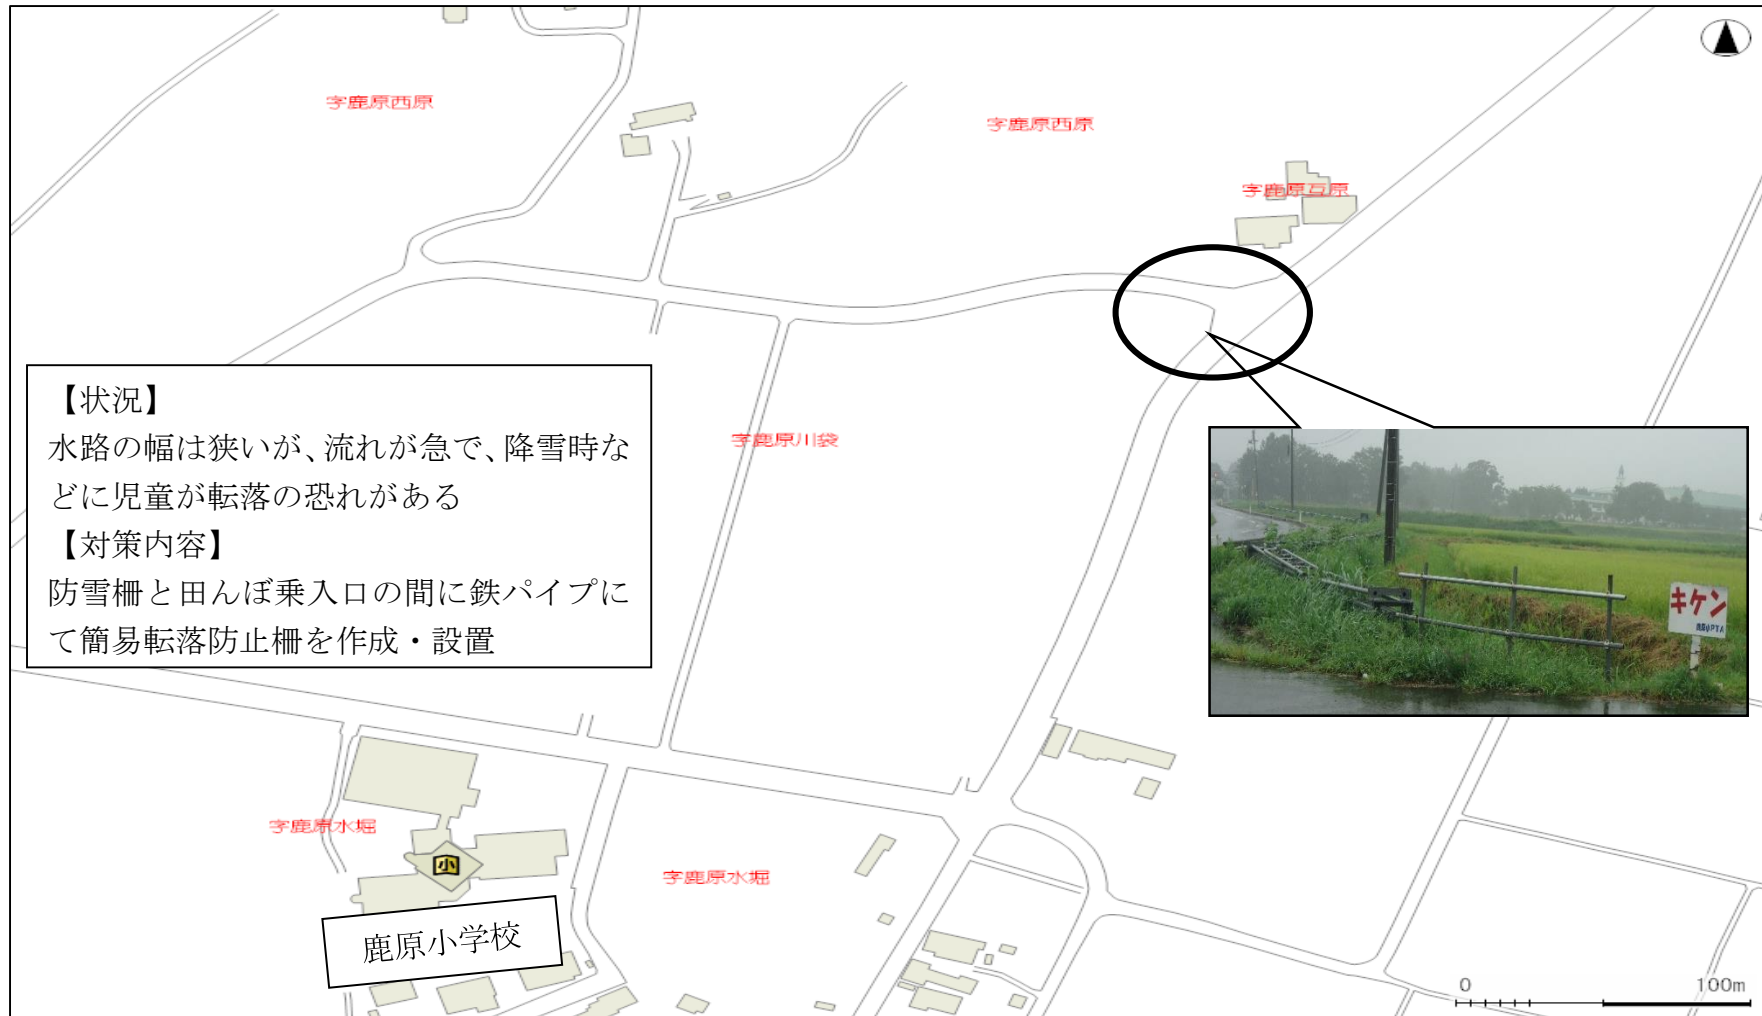 字鹿原西原
字鹿原西原
字鹿原互原
【状況】
水路の幅は狭いが、流れが急で、降雪時な
どに児童が転落の恐れがある
【対策内容】
防雪柵と田んぼ乗入口の間に鉄パイプに
て簡易転落防止柵を作成・設置
字鹿原川袋
キケン
字鹿原水堀
小
字鹿原水堀
鹿原小学校
0 100m